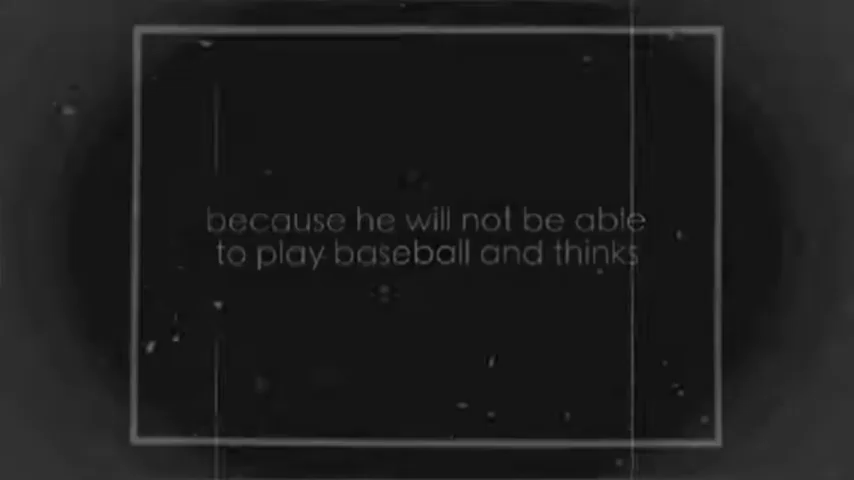 because he will not be able
to play baseball and thinks